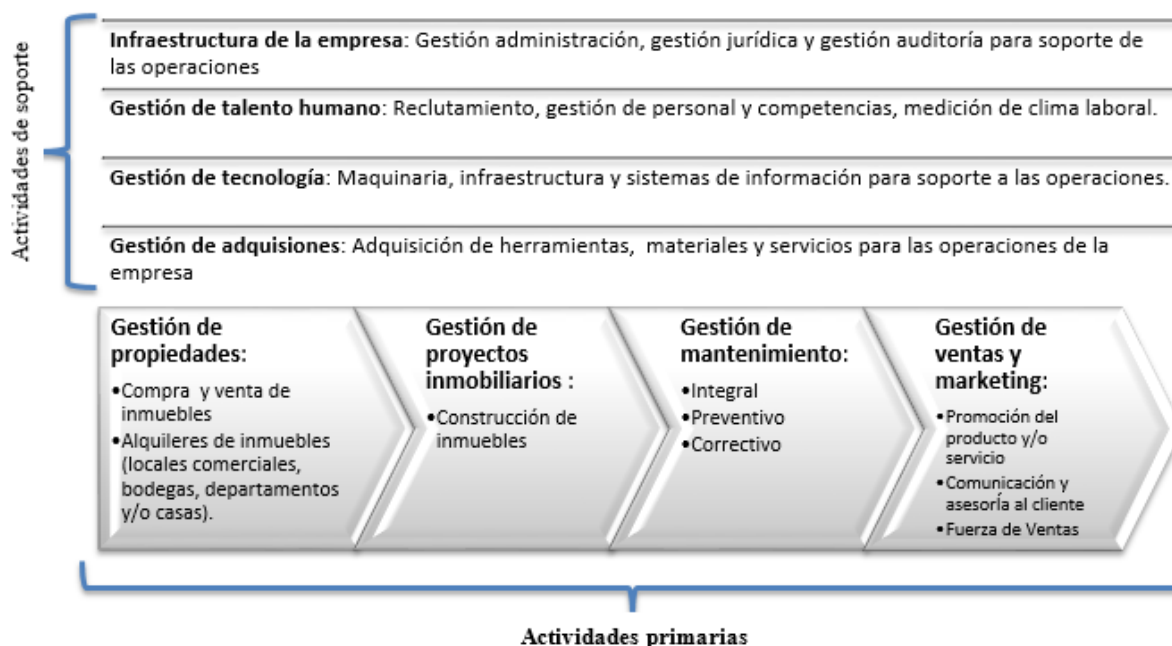 Actividades de soporte
Infraestructura de la empresa: Gestión administración, gestión jurídica y gestión auditoría para soporte de
las operaciones
Gestión de talento humano: Reclutamiento, gestión de personal y competencias, medición de clima laboral.
Gestión de tecnología: Maquinaria, infraestructura y sistemas de información para soporte a las operaciones.
Gestión de adquisiones: Adquisición de herramientas, materiales y servicios para las operaciones de la
empresa
Gestión de
propiedades:
•Compra y venta de
inmuebles
•Alquileres de inmuebles
(locales comerciales,
bodegas, departamentos
y/o casas).
Gestión de
proyectos
inmobiliarios :
•Construcción de
inmuebles
Gestión de
mantenimiento:
•Integral
•Preventivo
•Correctivo
Gestión de
ventas y
marketing:
•Promoción del
producto y/o
servicio
•Comunicación y
asesoría al cliente
•Fuerza de Ventas
Actividades primarias